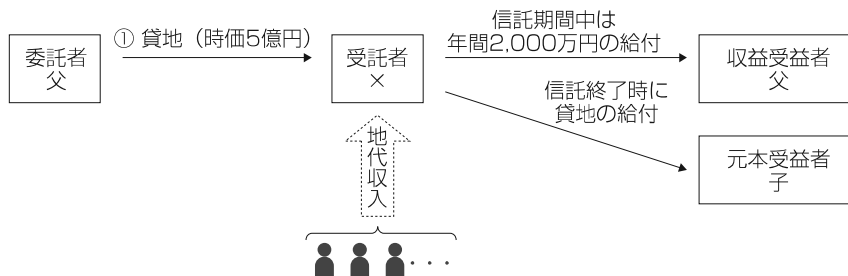 委託者
父
① 貸地（時価5億円）
受託者
×
信託期間中は
年間2,000万円の給付
収益受益者
父
信託終了時に
貸地の給付
元本受益者
子
地代収入
・・・